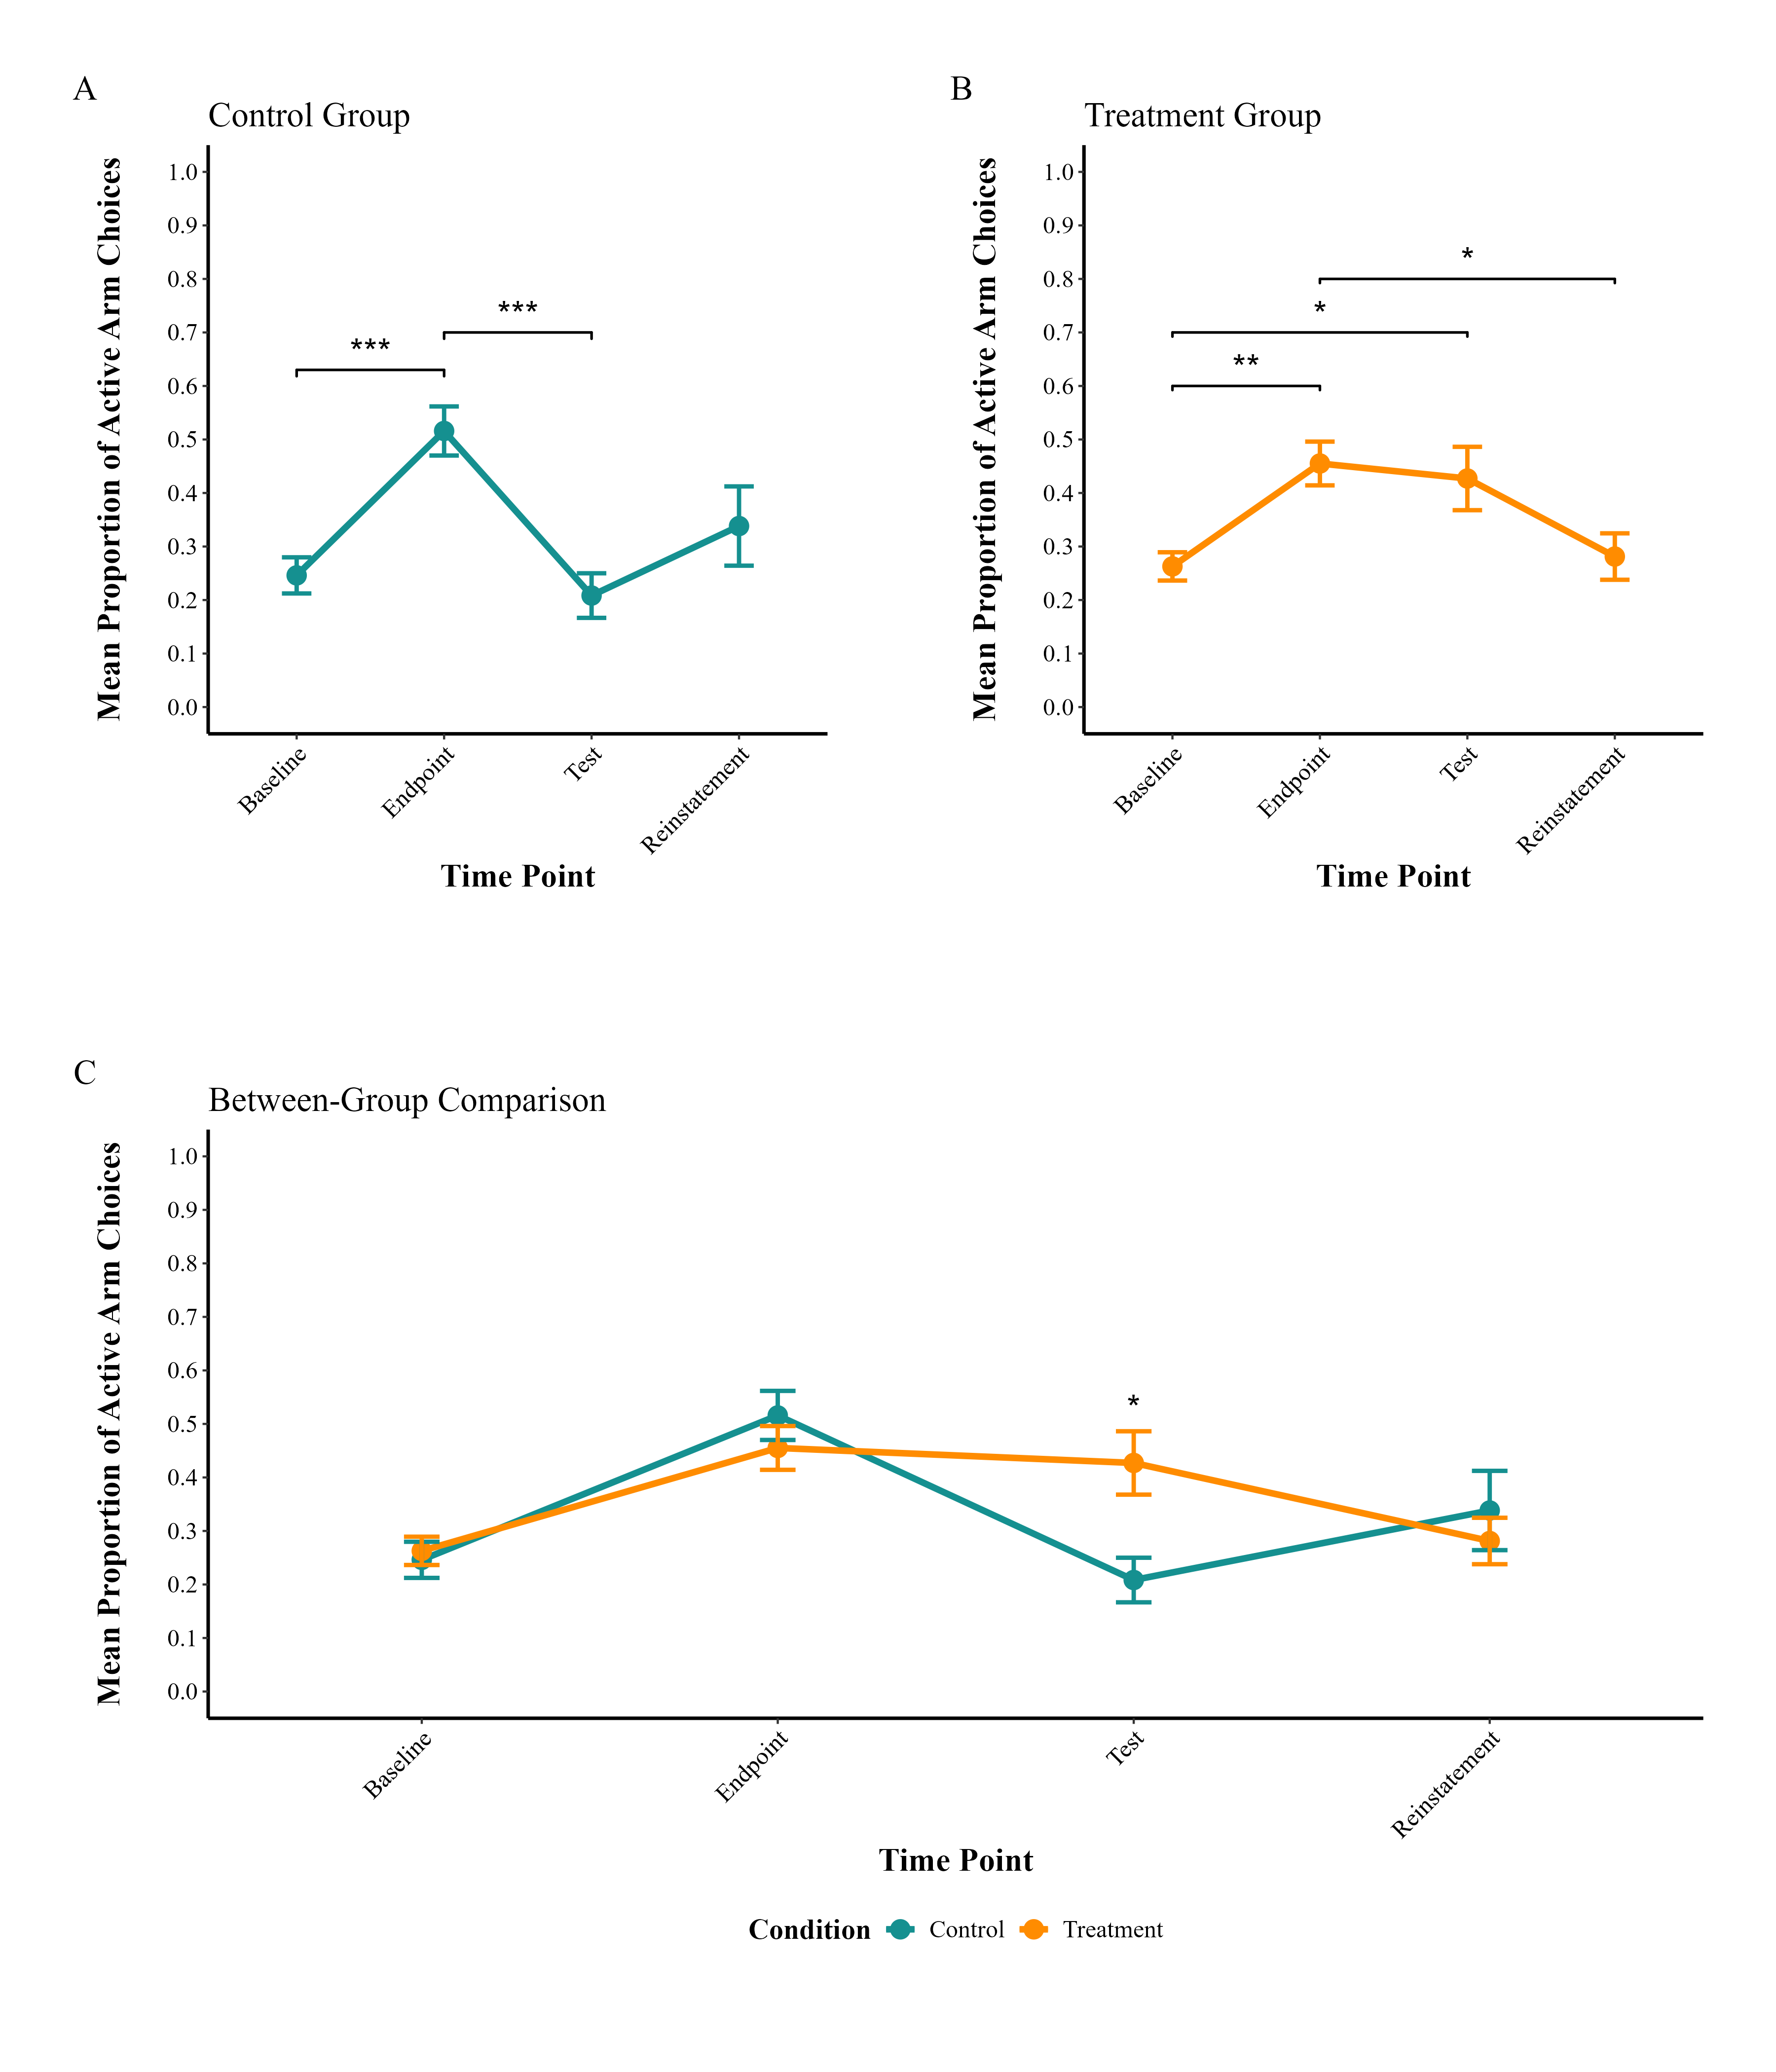 A
Control Group
Mean Proportion of Active Arm Choices
1.0
0.9
0.8
0.7
0.6
0.5
0.4
0.3
0.2
0.1
0.0
***
***
Baseline
Endpoint
Test
Reinstatement
Time Point
B
Treatment Group
Mean Proportion of Active Arm Choices
1.0
0.9
0.8
0.7
0.6
0.5
0.4
0.3
0.2
0.1
0.0
*
*
**
Baseline
Endpoint
Test
Reinstatement
Time Point
C
Between-Group Comparison
Mean Proportion of Active Arm Choices
1.0
0.9
0.8
0.7
0.6
0.5
0.4
0.3
0.2
0.1
0.0
*
Baseline
Endpoint
Test
Reinstatement
Time Point
Condition Control Treatment